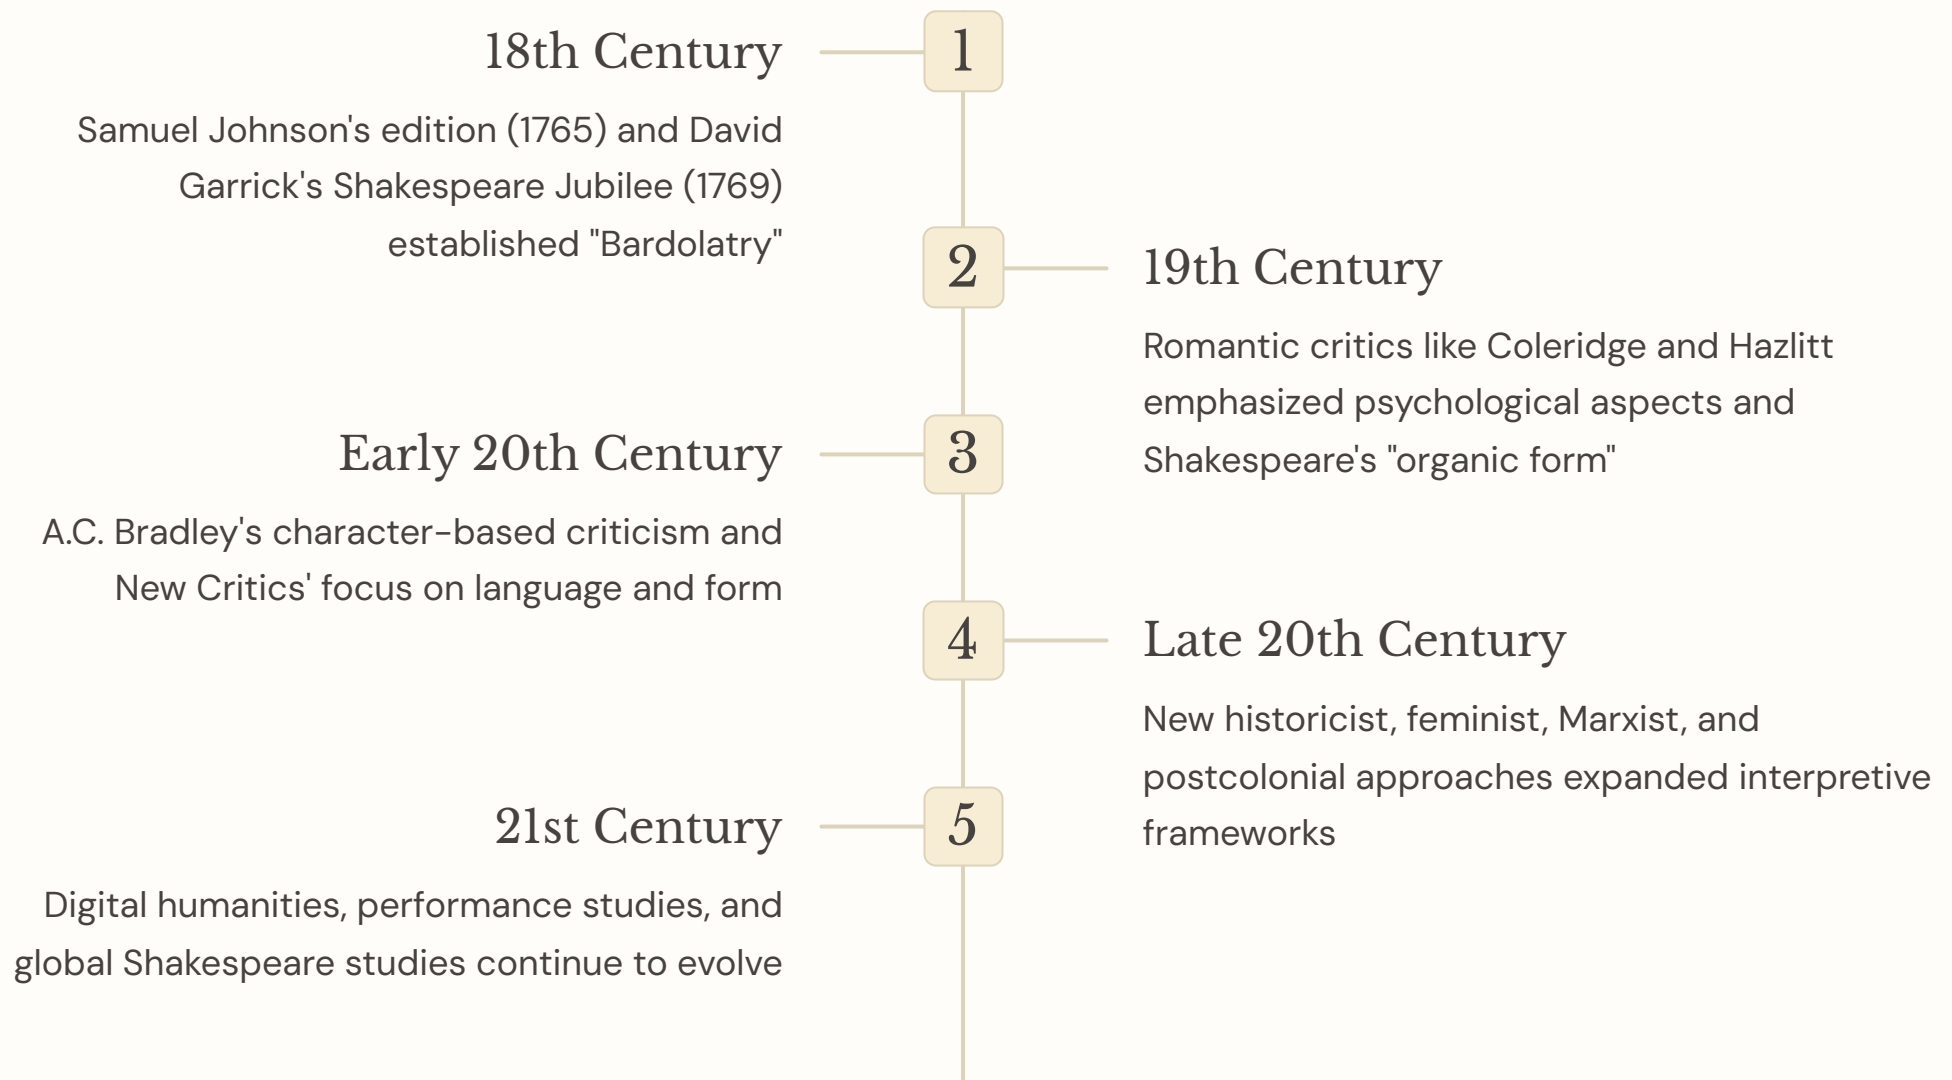 1
18th Century
Samuel Johnson's edition (1765) and David
Garrick's Shakespeare Jubilee (1769)
established "Bardolatry"
2
19th Century
Romantic critics like Coleridge and Hazlitt
emphasized psychological aspects and
Shakespeare's "organic form"
3
Early 20th Century
A.C. Bradley's character-based criticism and
New Critics' focus on language and form
4
Late 20th Century
New historicist, feminist, Marxist, and
postcolonial approaches expanded interpretive
frameworks
5
21st Century
Digital humanities, performance studies, and
global Shakespeare studies continue to evolve